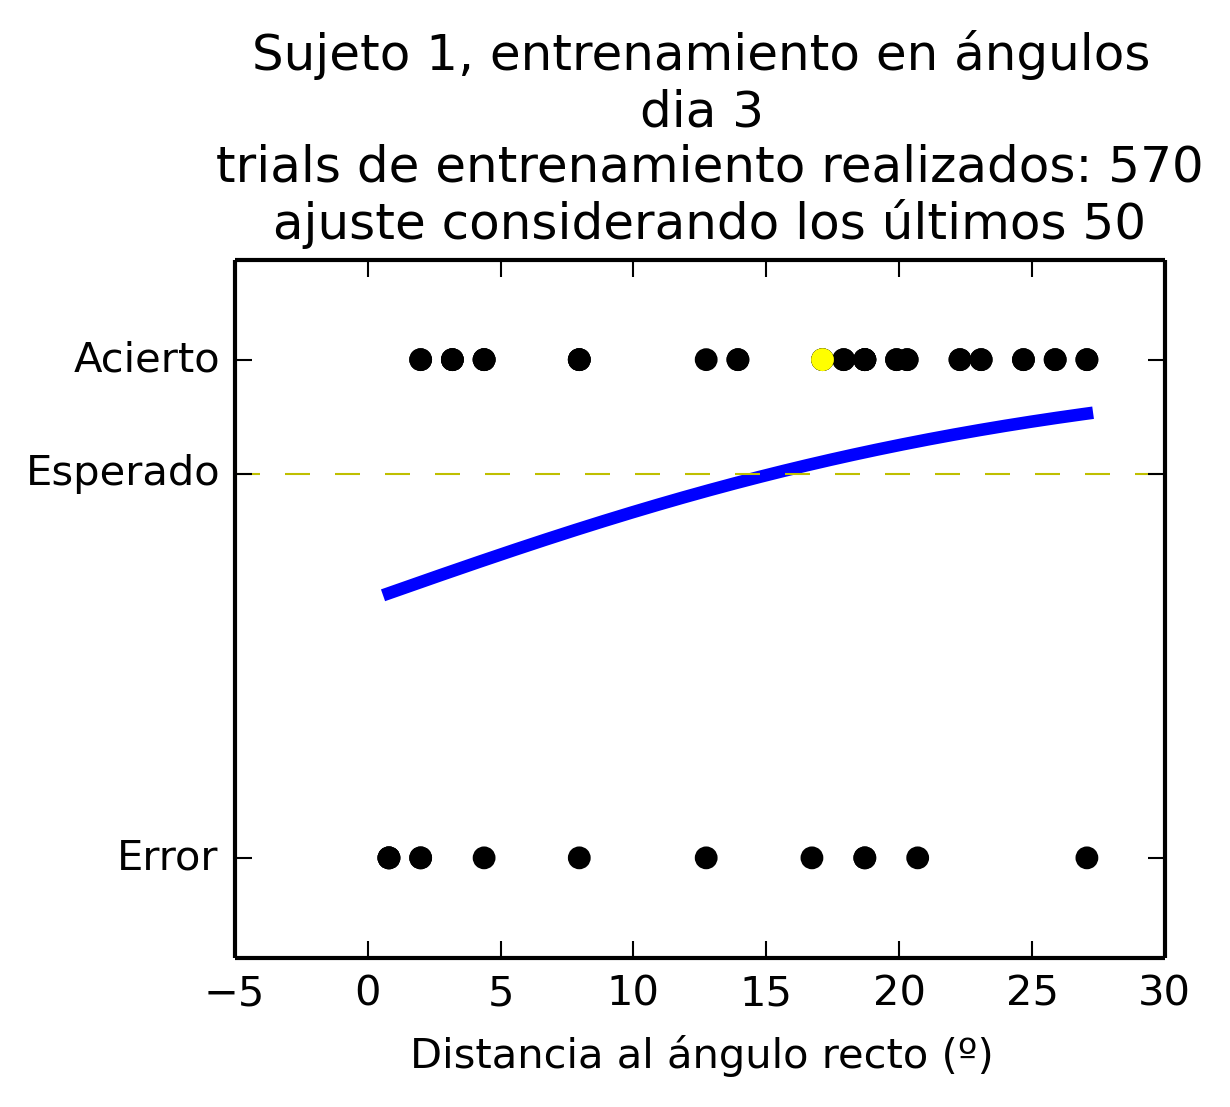 Sujeto 1, entrenamiento en ángulos
dia 3
trials de entrenamiento realizados: 570
ajuste considerando los últimos 50
Acierto
Esperado
Error
−5 0 5 10 15 20 25 30
Distancia al ángulo recto (º)